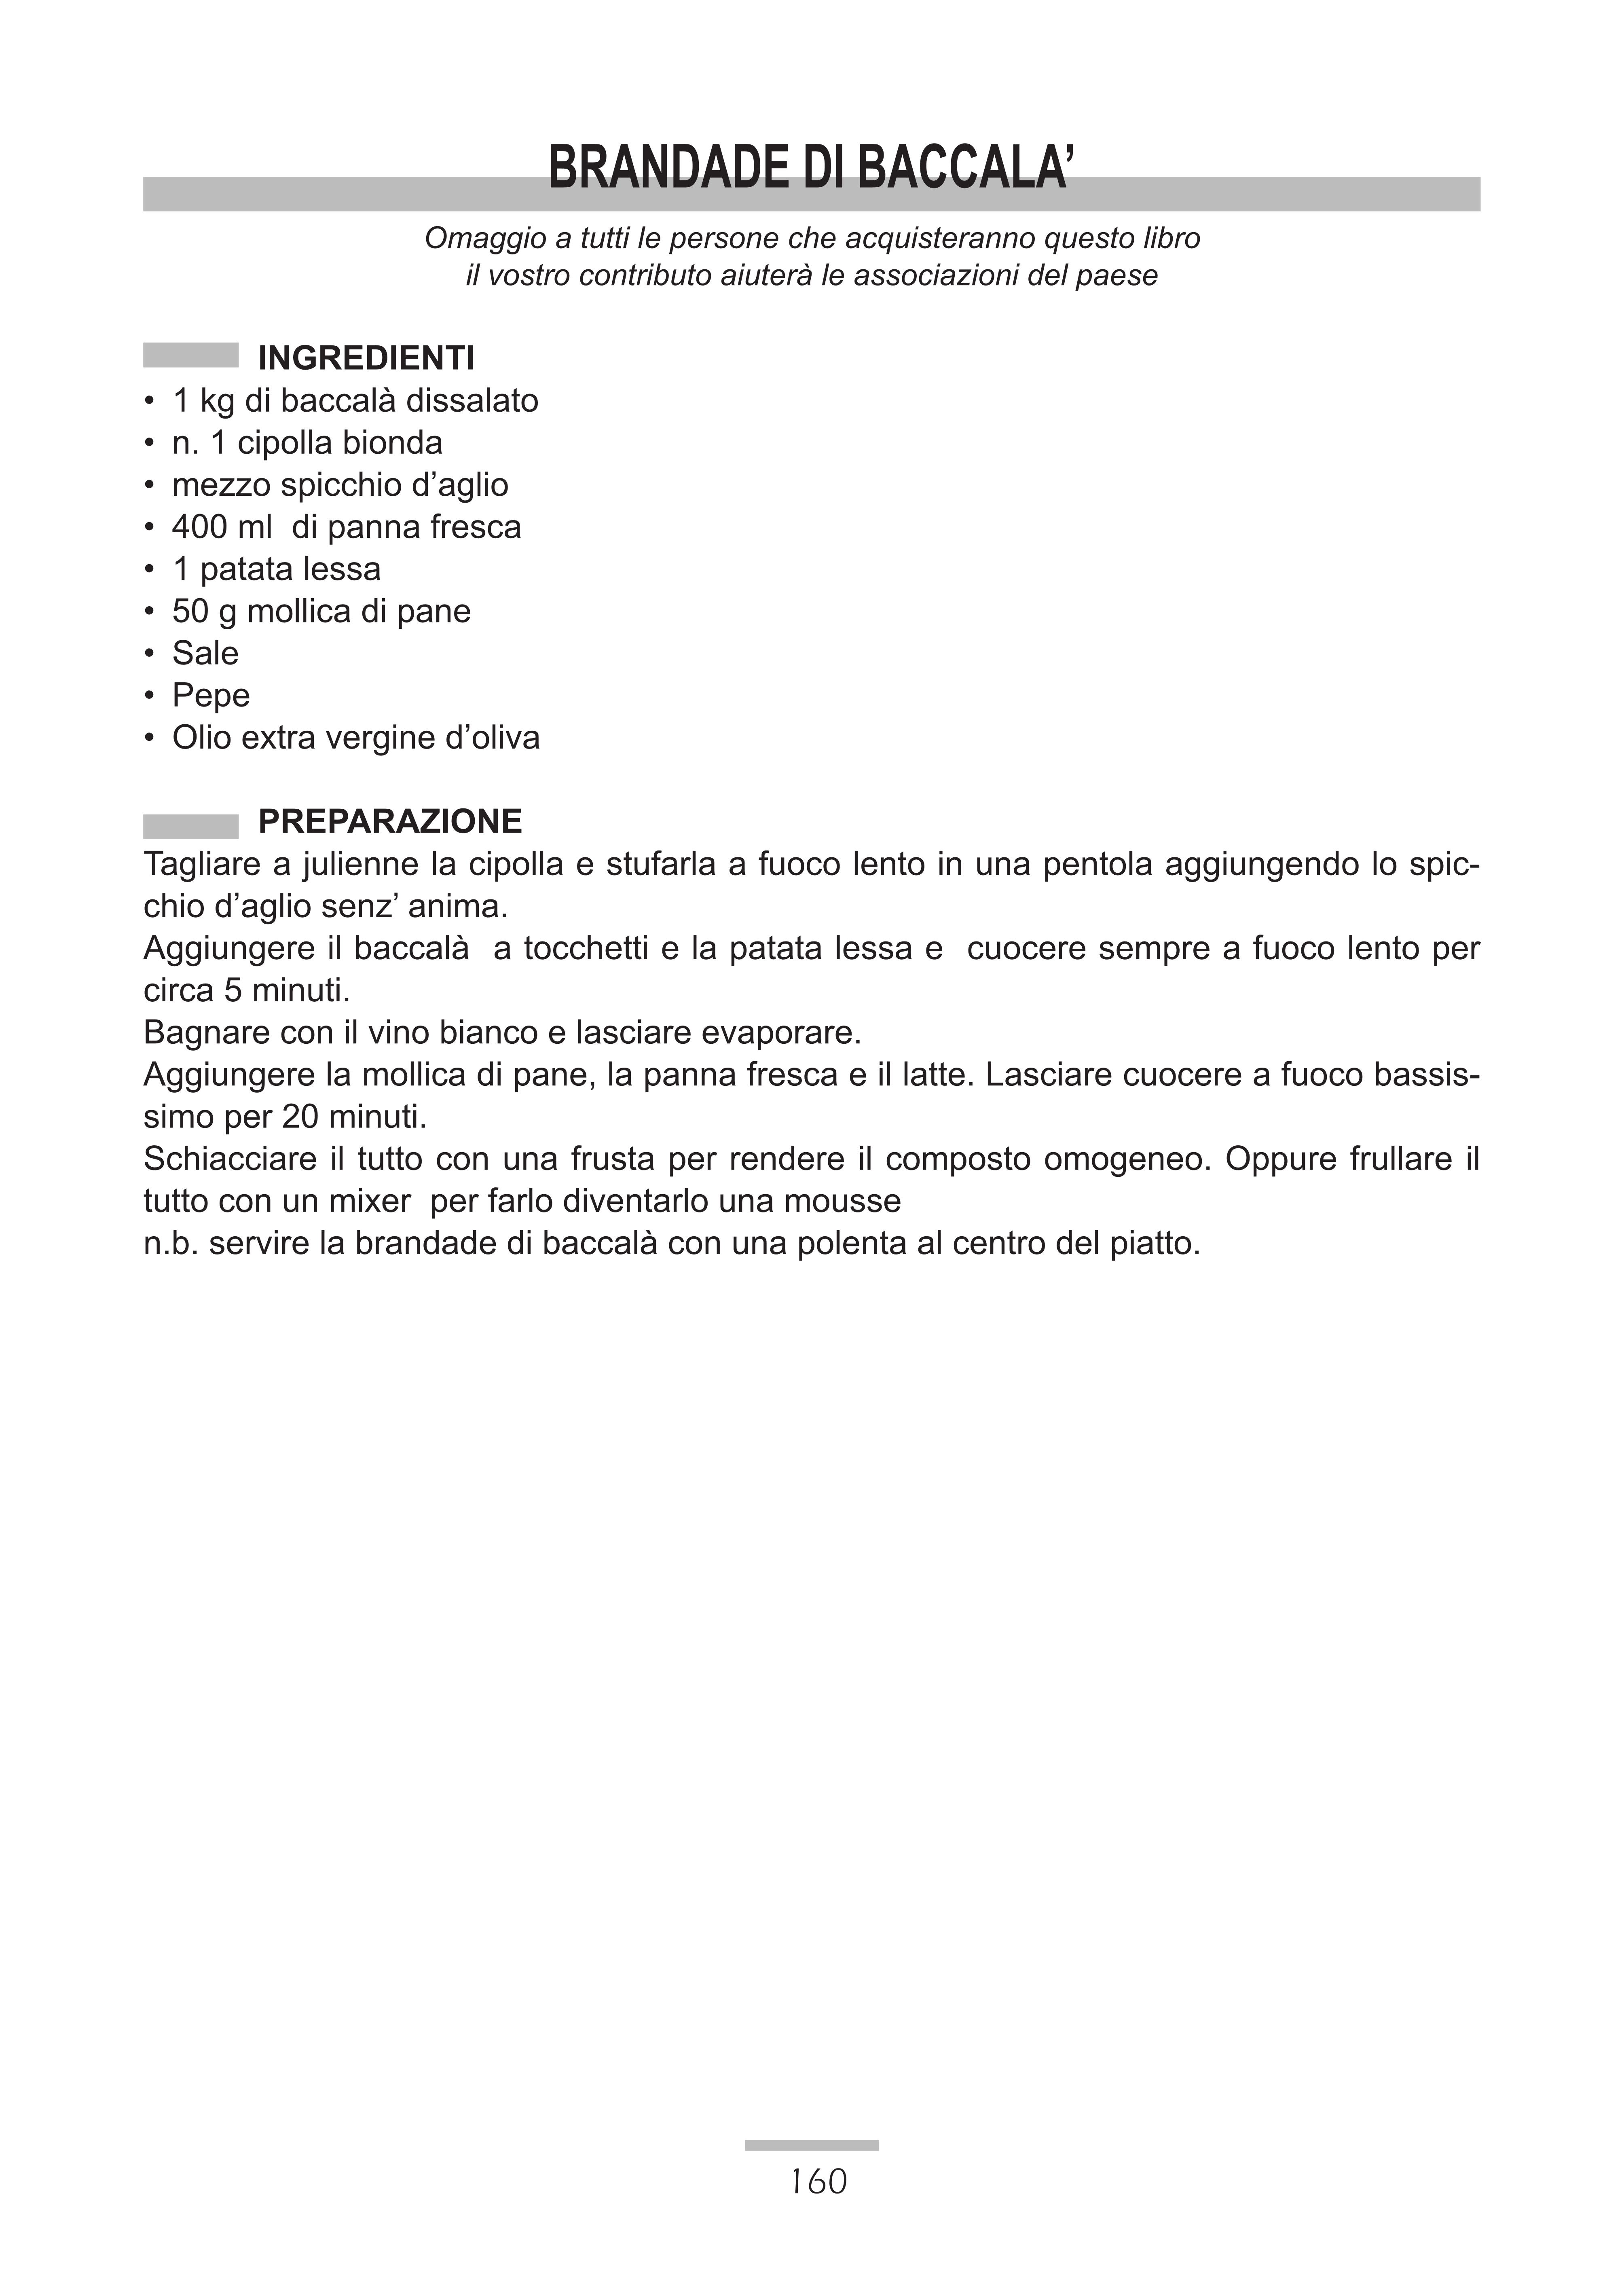 BRANDADE DI BACCALA’
Omaggio a tutti le persone che acquisteranno questo libro
il vostro contributo aiuterà le associazioni del paese
INGREDIENTI
• 1 kg di baccalà dissalato
• n. 1 cipolla bionda
• mezzo spicchio d’aglio
• 400 ml  di panna fresca
• 1 patata lessa
• 50 g mollica di pane
• Sale
• Pepe
• Olio extra vergine d’oliva
PREPARAZIONE
Tagliare a julienne la cipolla e stufarla a fuoco lento in una pentola aggiungendo lo spic-
chio d’aglio senz’ anima.
Aggiungere il baccalà  a tocchetti e la patata lessa e  cuocere sempre a fuoco lento per
circa 5 minuti.
Bagnare con il vino bianco e lasciare evaporare.
Aggiungere la mollica di pane, la panna fresca e il latte. Lasciare cuocere a fuoco bassis-
simo per 20 minuti.
Schiacciare il tutto con una frusta per rendere il composto omogeneo. Oppure frullare il
tutto con un mixer  per farlo diventarlo una mousse
n.b. servire la brandade di baccalà con una polenta al centro del piatto.
160